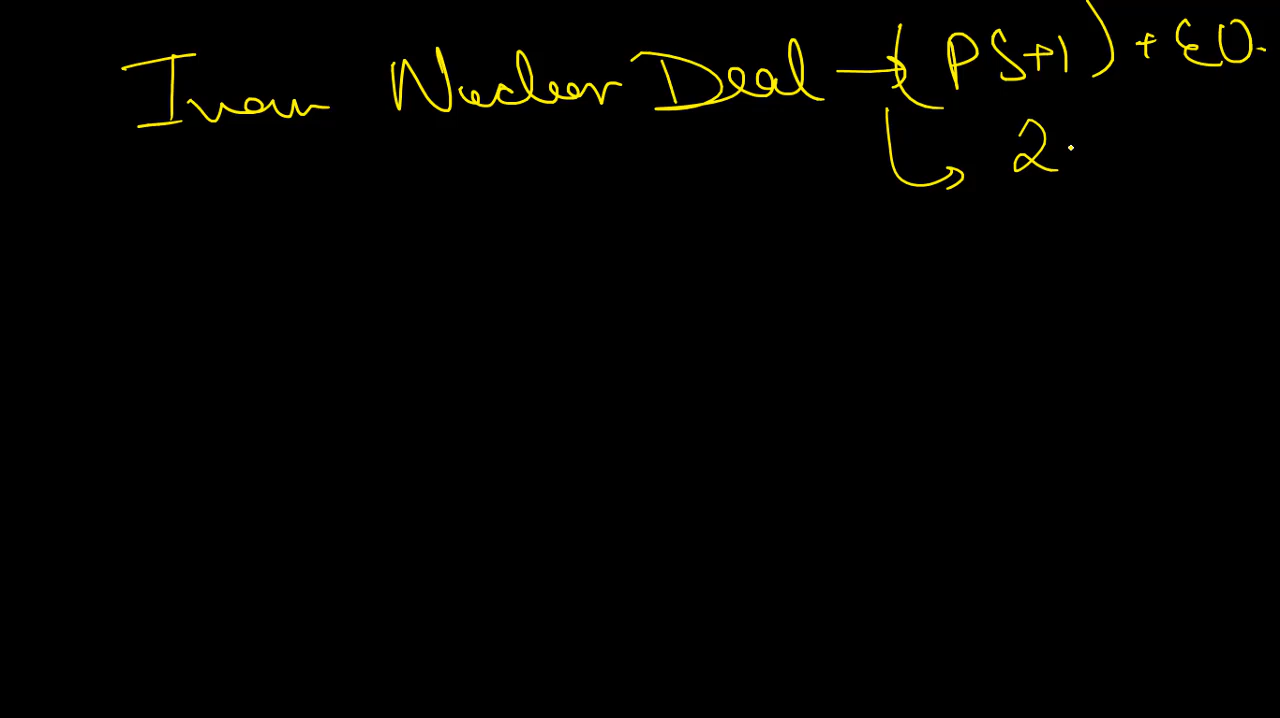 Iran Nuclear Deal → (P5+1) + EU.
↳ 2